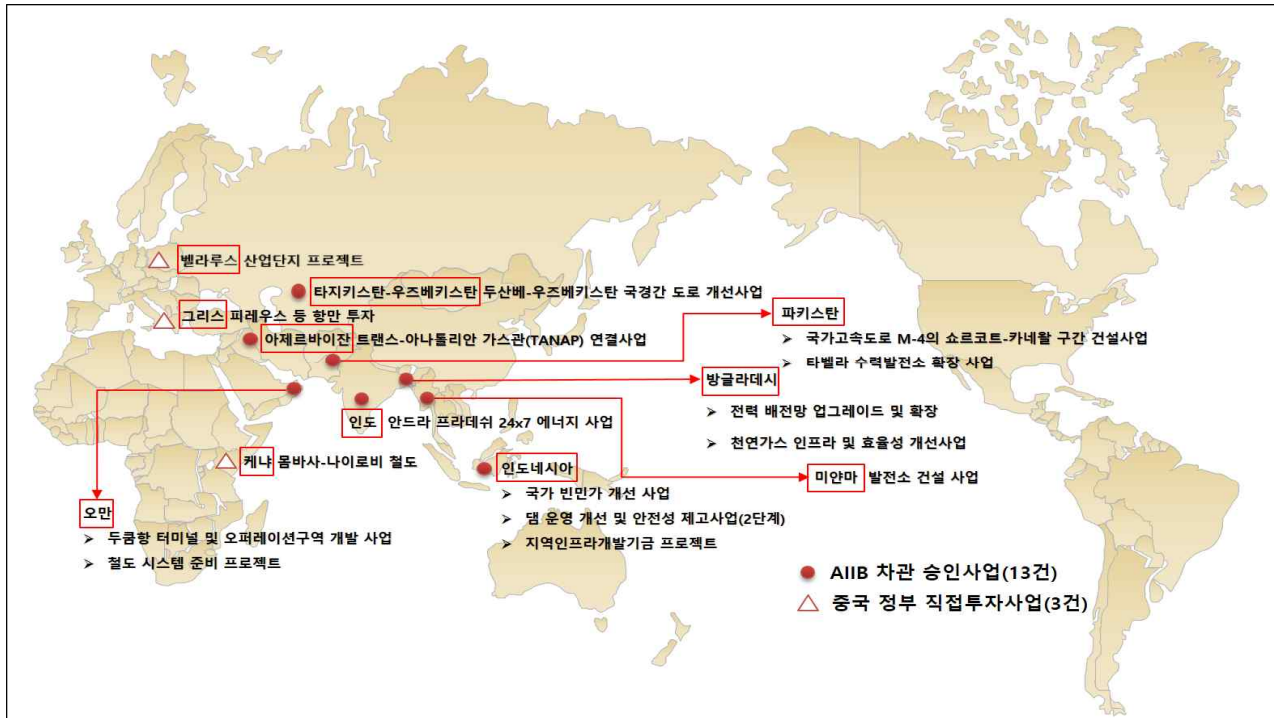 벨라루스 산업단지 프로젝트
타지키스탄-우즈베키스탄 두산베-우즈베키스탄 국경간 도로 개선사업
그리스 피레우스 등 항만 투자
아제르바이잔 트랜스-아나톨리안 가스관(TANAP) 연결사업
파키스탄
➢ 국가고속도로 M-4의 쇼르코트-카네왈 구간 건설사업
➢ 타벨라 수력발전소 확장 사업
방글라데시
➢ 전력 배전망 업그레이드 및 확장
➢ 천연가스 인프라 및 효율성 개선사업
인도 안드라 프라데쉬 24x7 에너지 사업
케냐 몸바사-나이로비 철도
인도네시아
➢ 국가 빈민가 개선 사업
➢ 댐 운영 개선 및 안전성 제고사업(2단계)
➢ 지역인프라개발기금 프로젝트
미얀마 발전소 건설 사업
오만
➢ 두쿰항 터미널 및 오퍼레이션구역 개발 사업
➢ 철도 시스템 준비 프로젝트
AIIB 차관 승인사업(13건)
중국 정부 직접투자사업(3건)